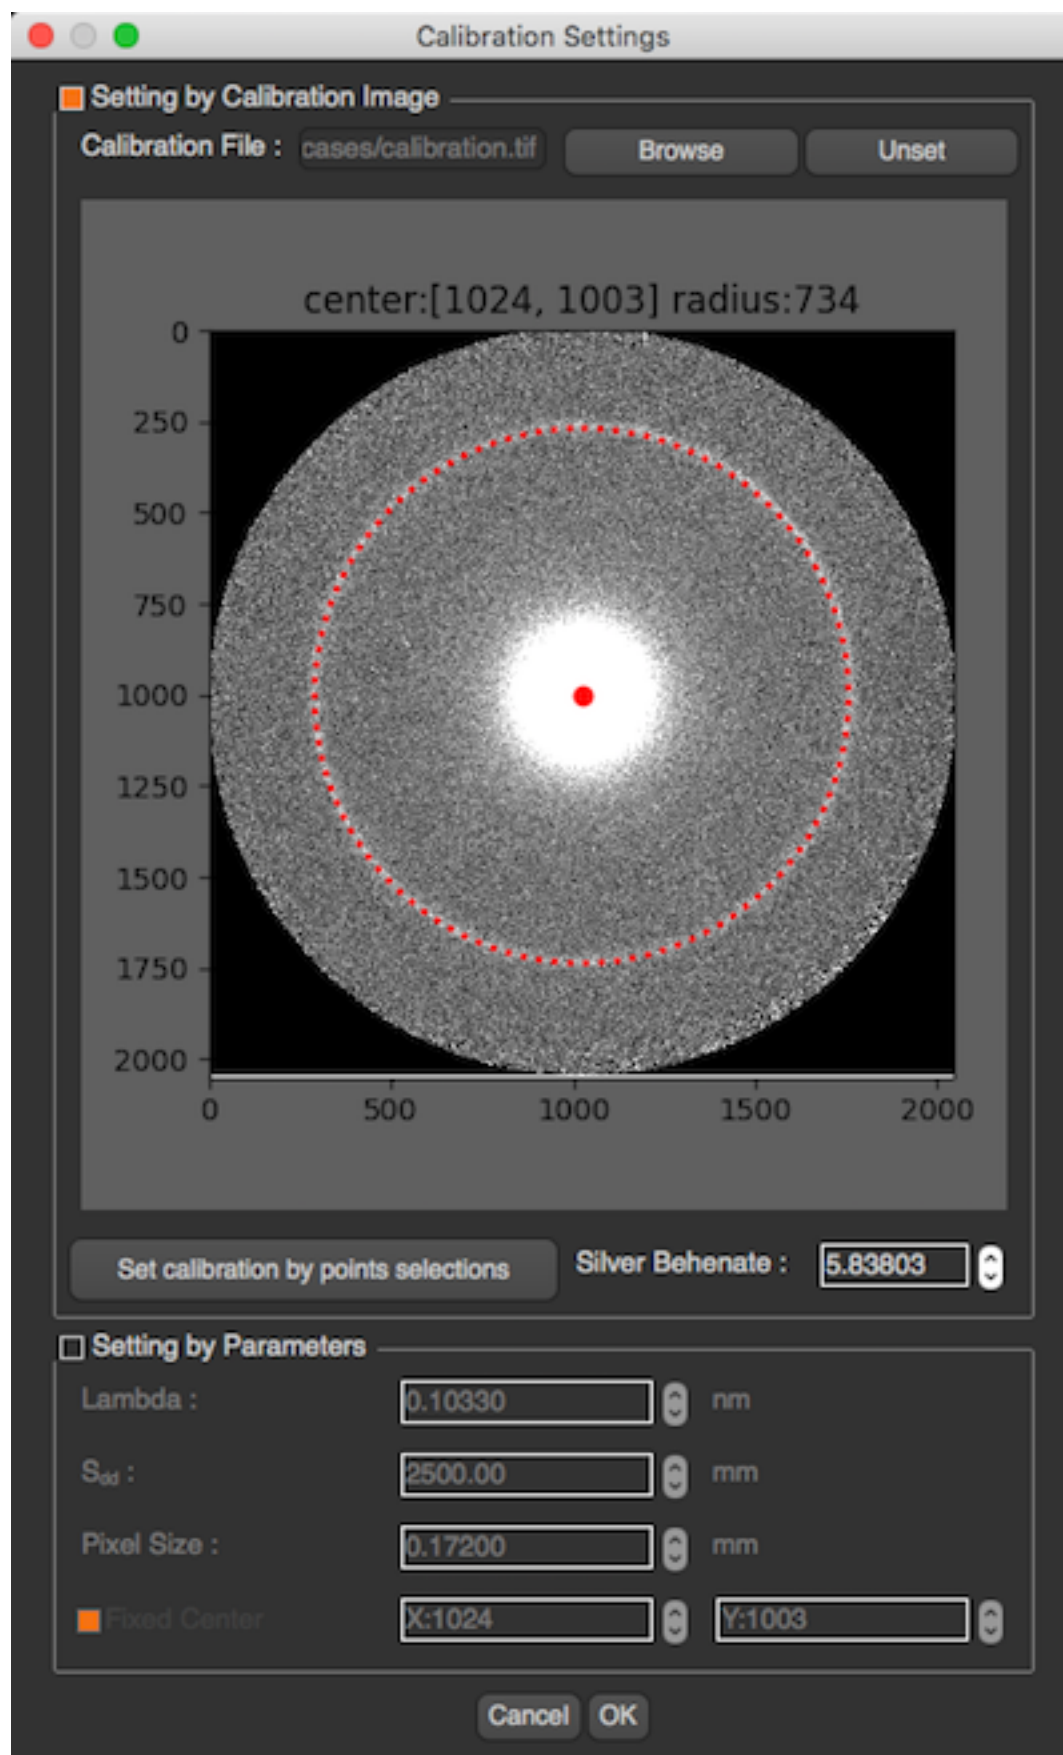 Calibration Settings
Setting by Calibration Image
Calibration File : cases/calibration.tif Browse Unset
center:[1024, 1003] radius:734
0
250
500
750
1000
1250
1500
1750
2000
0 500 1000 1500 2000
Set calibration by points selections Silver Behenate : 5.83803
Setting by Parameters
Lambda : 0.10330 nm
Sdd : 2500.00 mm
Pixel Size : 0.17200 mm
Fixed Center X:1024 Y:1003
Cancel OK